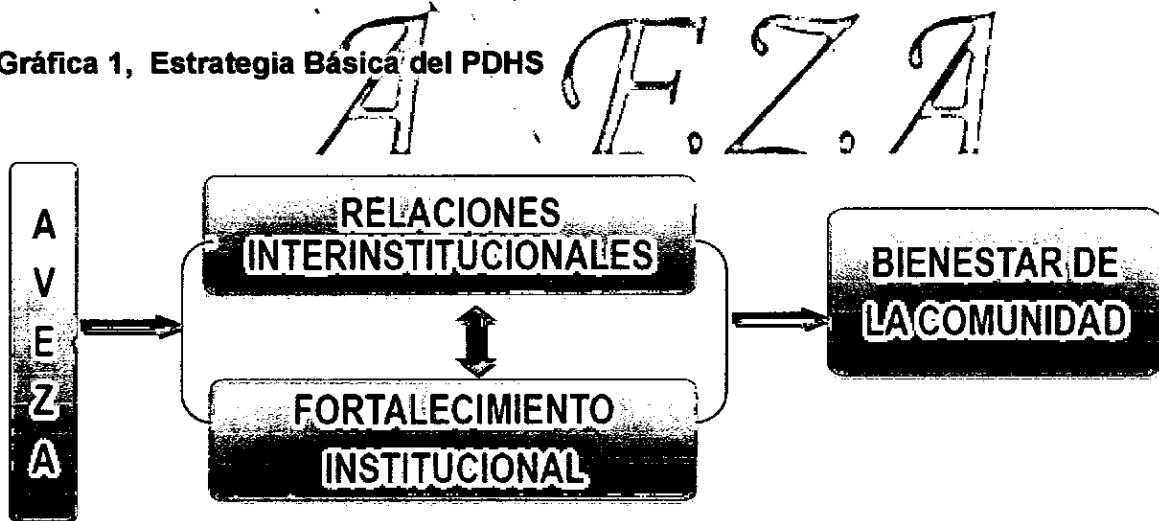 Gráfica 1, Estrategia Básica del PDHS
A E.Z.A
A
V
E
Z
A
RELACIONES
INTERINSTITUCIONALES
FORTALECIMIENTO
INSTITUCIONAL
BIENESTAR DE
LA COMUNIDAD